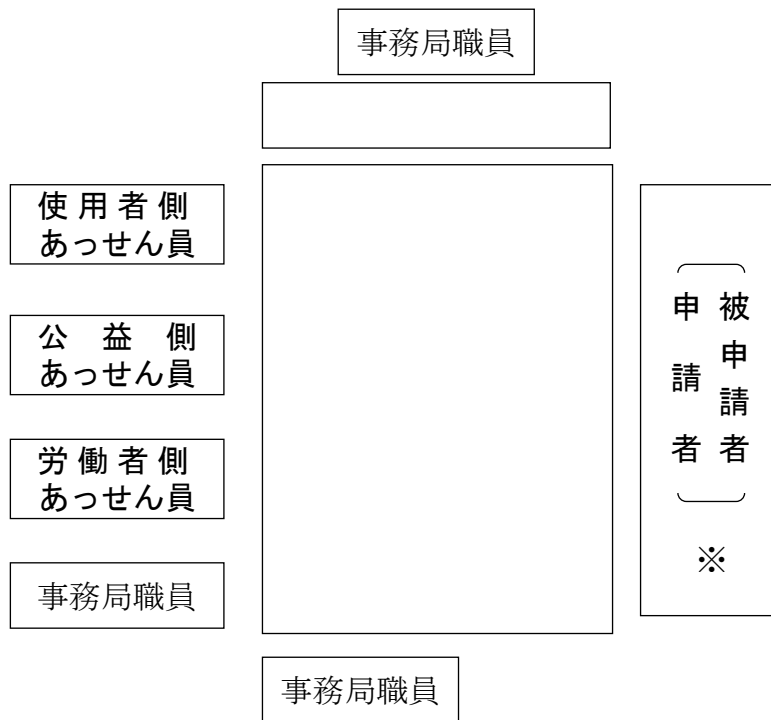 事務局職員
使用者側
あっせん員
公益側
あっせん員
労働者側
あっせん員
事務局職員
被申請者
申請者
※
事務局職員